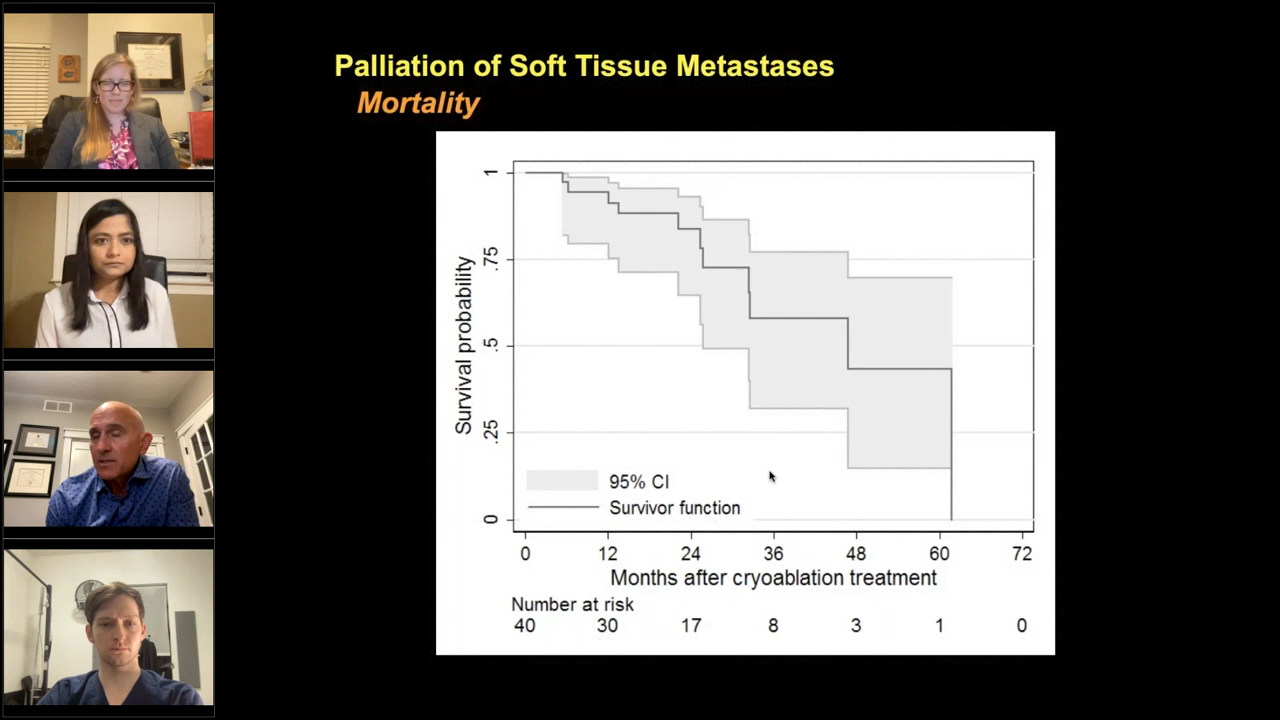 Palliation of Soft Tissue Metastases
Mortality
Survival probability
1
.75
.5
.25
0
95% CI
Survivor function
0 12 24 36 48 60 72
Months after cryoablation treatment
Number at risk
40 30 17 8 3 1 0